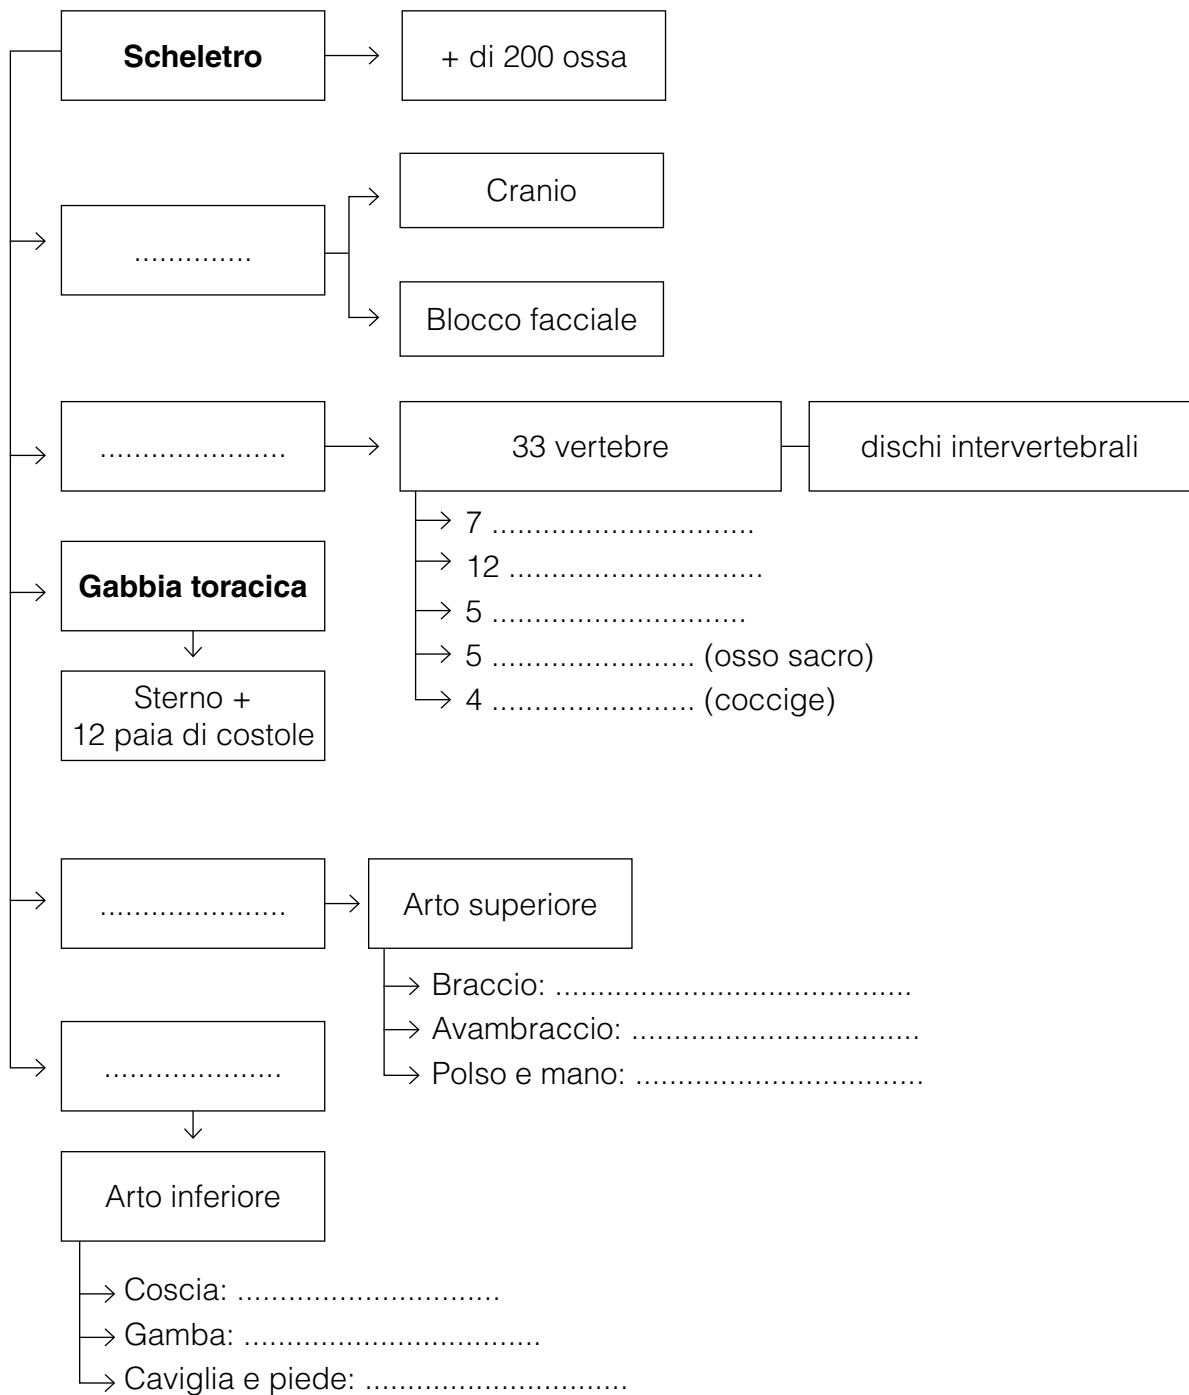 Scheletro
+ di 200 ossa
..............
Cranio
Blocco facciale
......................
33 vertebre
dischi intervertebrali
7 ...............................
12 ..............................
5 ..............................
5 ........................ (osso sacro)
4 ........................ (coccige)
Gabbia toracica
Sterno +
12 paia di costole
......................
Arto superiore
Braccio: ..........................................
Avambraccio: ..................................
Polso e mano: ..................................
.....................
Arto inferiore
Coscia: ...............................
Gamba: ...................................
Caviglia e piede: ...............................